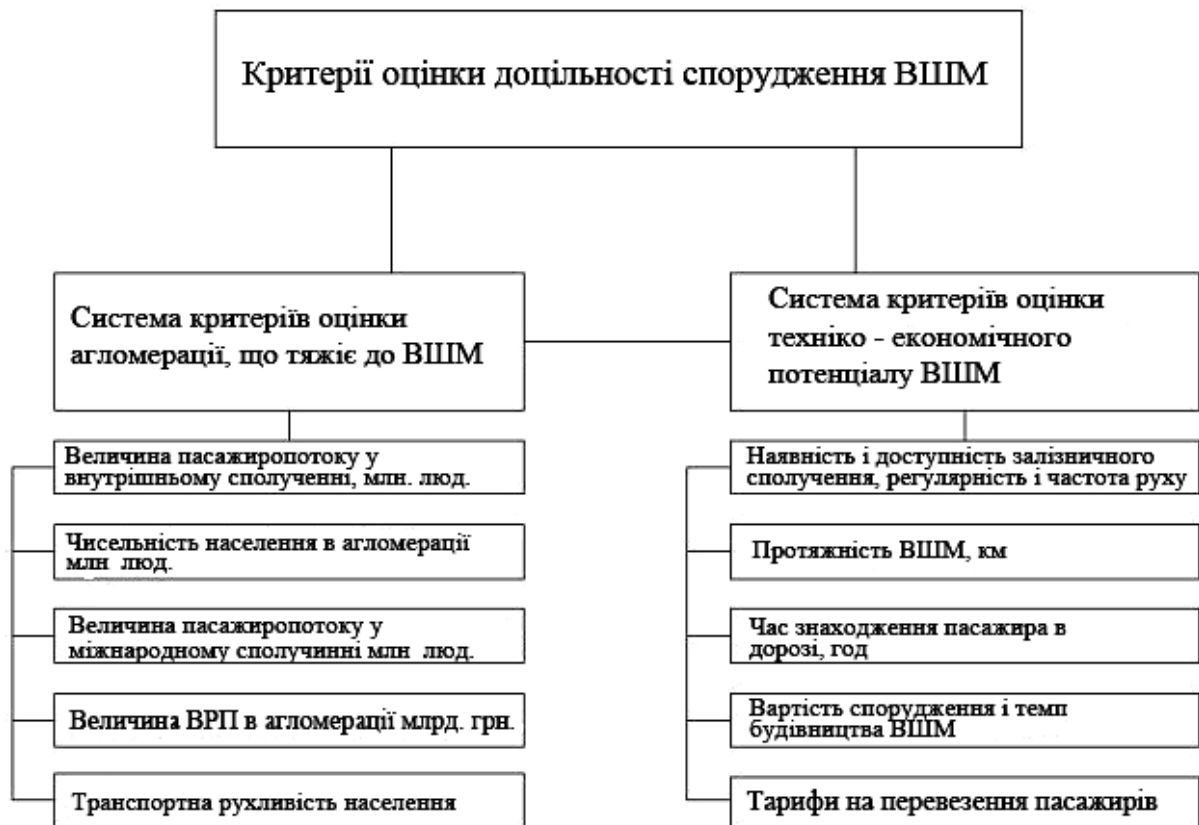 Критерії оцінки доцільності спорудження ВШМ
Система критеріїв оцінки
агломерації, що тяжіє до ВШМ
Величина пасажиропотоку у
внутрішньому сполученні, млн. люд.
Чисельність населення в агломерації
млн люд.
Величина пасажиропотоку у
міжнародному сполучинні млн люд.
Величина ВРП в агломерації млрд. грн.
Транспортна рухливість населення
Система критеріїв оцінки
техніко - економічного
потенціалу ВШМ
Наявність і доступність залізничного
сполучення, регулярність і частота руху
Протяжність ВШМ, км
Час знаходження пасажира в
дорозі, год
Вартість спорудження і темп
будівництва ВШМ
Тарифи на перевезення пасажирів